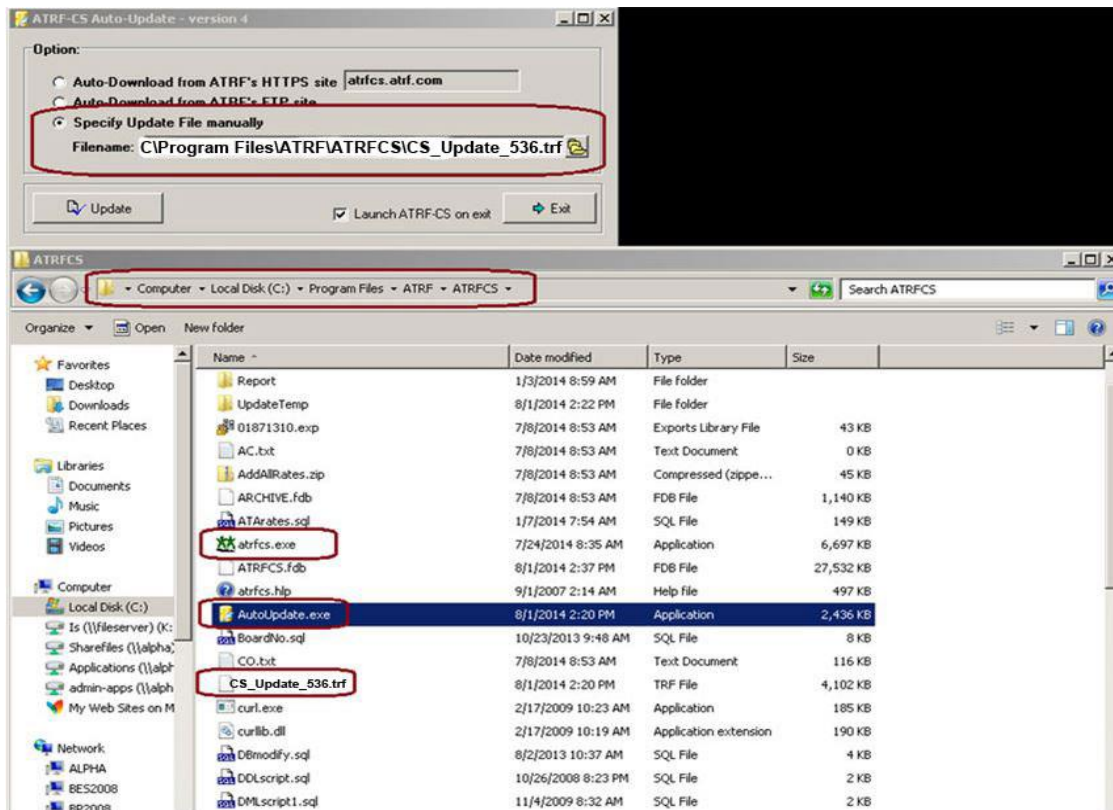 ATRF-CS Auto-Update - version 4
Option:
Auto-Download from ATRF's HTTPS site atrfcs.atrf.com
Auto-Download from ATRF's FTP site
Specify Update File manually
Filename: C\Program Files\ATRF\ATRFCS\CS_Update_536.trf
Update Launch ATRF-CS on exit Exit
ATRFCS
Computer Local Disk (C:) Program Files ATRF ATRFCS Search ATRFCS
Organize Open New folder
Name Date modified Type Size
Favorites
Desktop
Downloads
Recent Places
Libraries
Documents
Music
Pictures
Videos
Computer
Local Disk (C:)
Is (\\fileserver) (K:
Sharefiles (\\alpha)
Applications (\\alph
admin-apps (\\alph
My Web Sites on M
Network
ALPHA
BES2008
BP2008
Report 1/3/2014 8:59 AM File folder
UpdateTemp 8/1/2014 2:22 PM File folder
01871310.exp 7/8/2014 8:53 AM Exports Library File 43 KB
AC.txt 7/8/2014 8:53 AM Text Document 0 KB
AddAllRates.zip 7/8/2014 8:53 AM Compressed (zippe... 45 KB
ARCHIVE.fdb 7/8/2014 8:53 AM FDB File 1,140 KB
ATArates.sql 1/7/2014 7:54 AM SQL File 149 KB
atrfcs.exe 7/24/2014 8:35 AM Application 6,697 KB
ATRFCS.fdb 8/1/2014 2:37 PM FDB File 27,532 KB
atrfcs.hlp 9/1/2007 2:14 AM Help file 497 KB
AutoUpdate.exe 8/1/2014 2:20 PM Application 2,436 KB
BoardNo.sql 10/23/2013 9:48 AM SQL File 8 KB
CO.txt 7/8/2014 8:53 AM Text Document 116 KB
CS_Update_536.trf 8/1/2014 2:20 PM TRF File 4,102 KB
curl.exe 2/17/2009 10:23 AM Application 185 KB
curllib.dll 2/17/2009 10:19 AM Application extension 190 KB
DBmodify.sql 8/2/2013 10:37 AM SQL File 4 KB
DDLscript.sql 10/26/2008 8:23 PM SQL File 2 KB
DMLscript1.sql 11/4/2009 8:32 AM SQL File 2 KB